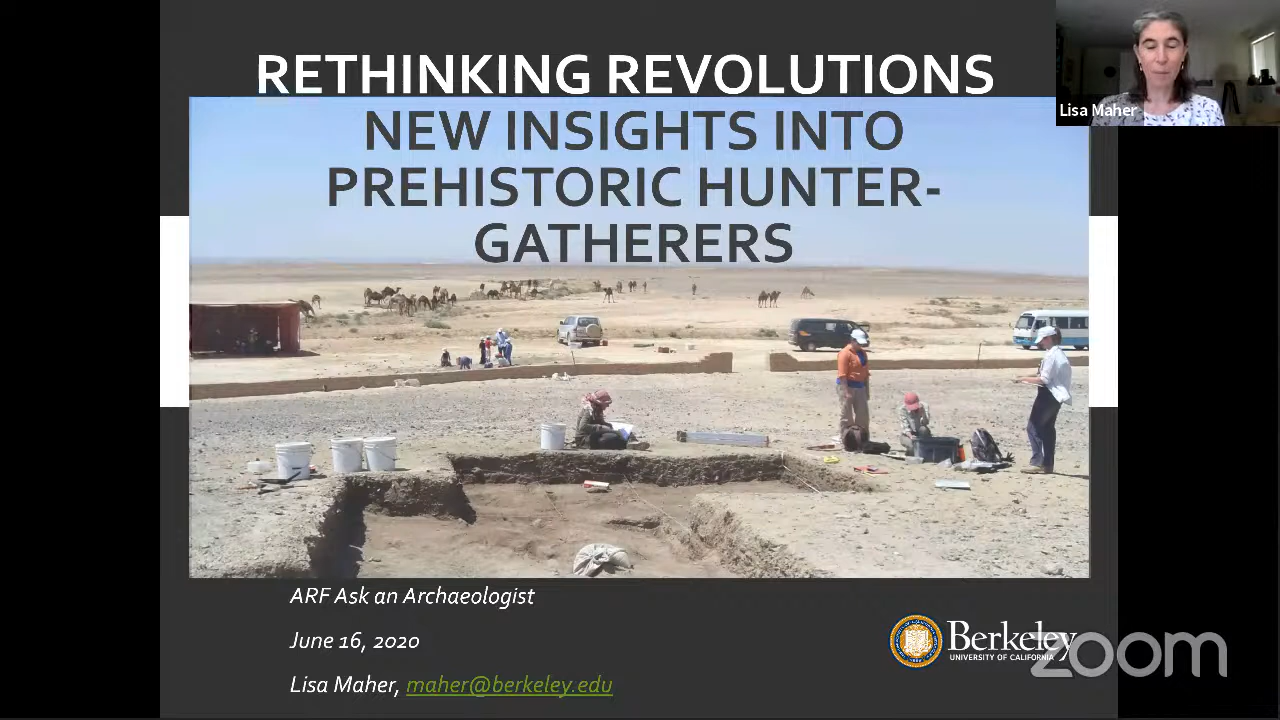 RETHINKING REVOLUTIONS
NEW INSIGHTS INTO
PREHISTORIC HUNTER-
GATHERERS
Lisa Maher
ARF Ask an Archaeologist
June 16, 2020
Lisa Maher, maher@berkeley.edu
Berkeley
UNIVERSITY OF CALIFORNIA
zoom